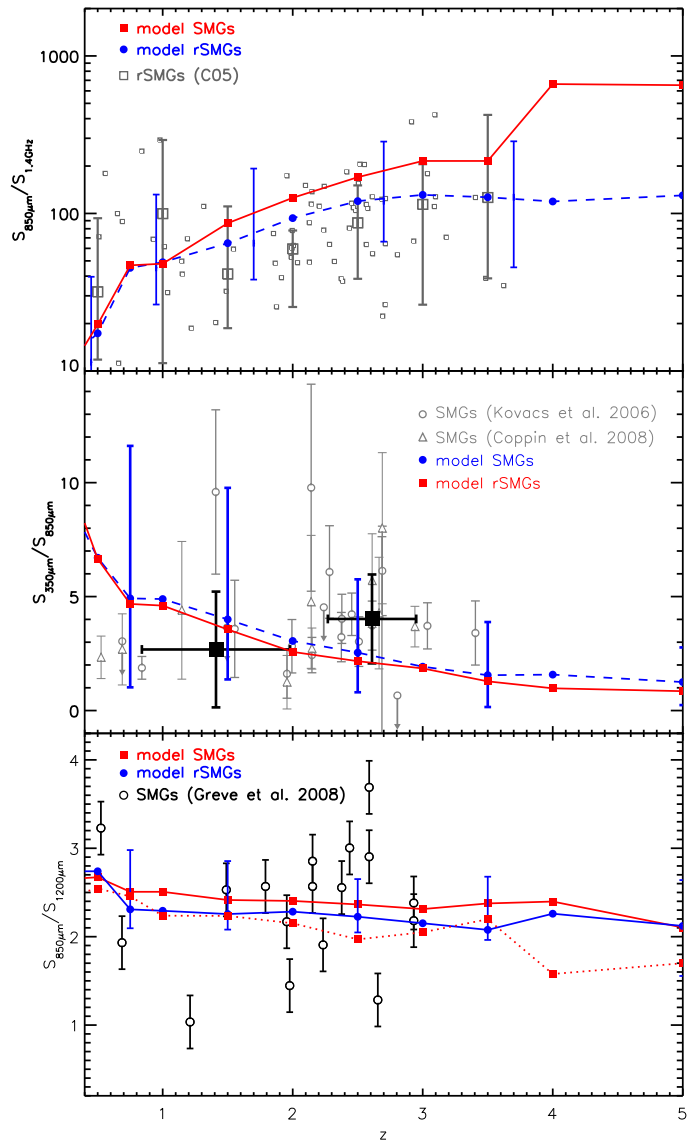 model SMGs
model rSMGs
rSMGs (C05)
1000
100
10
S850μm/S1.4GHz
SMGs (Kovacs et al. 2006)
SMGs (Coppin et al. 2008)
model SMGs
model rSMGs
10
5
0
S350μm/S850μm
model SMGs
model rSMGs
SMGs (Greve et al. 2008)
4
3
2
1
S850μm/S1200μm
1 2 3 4 5
z